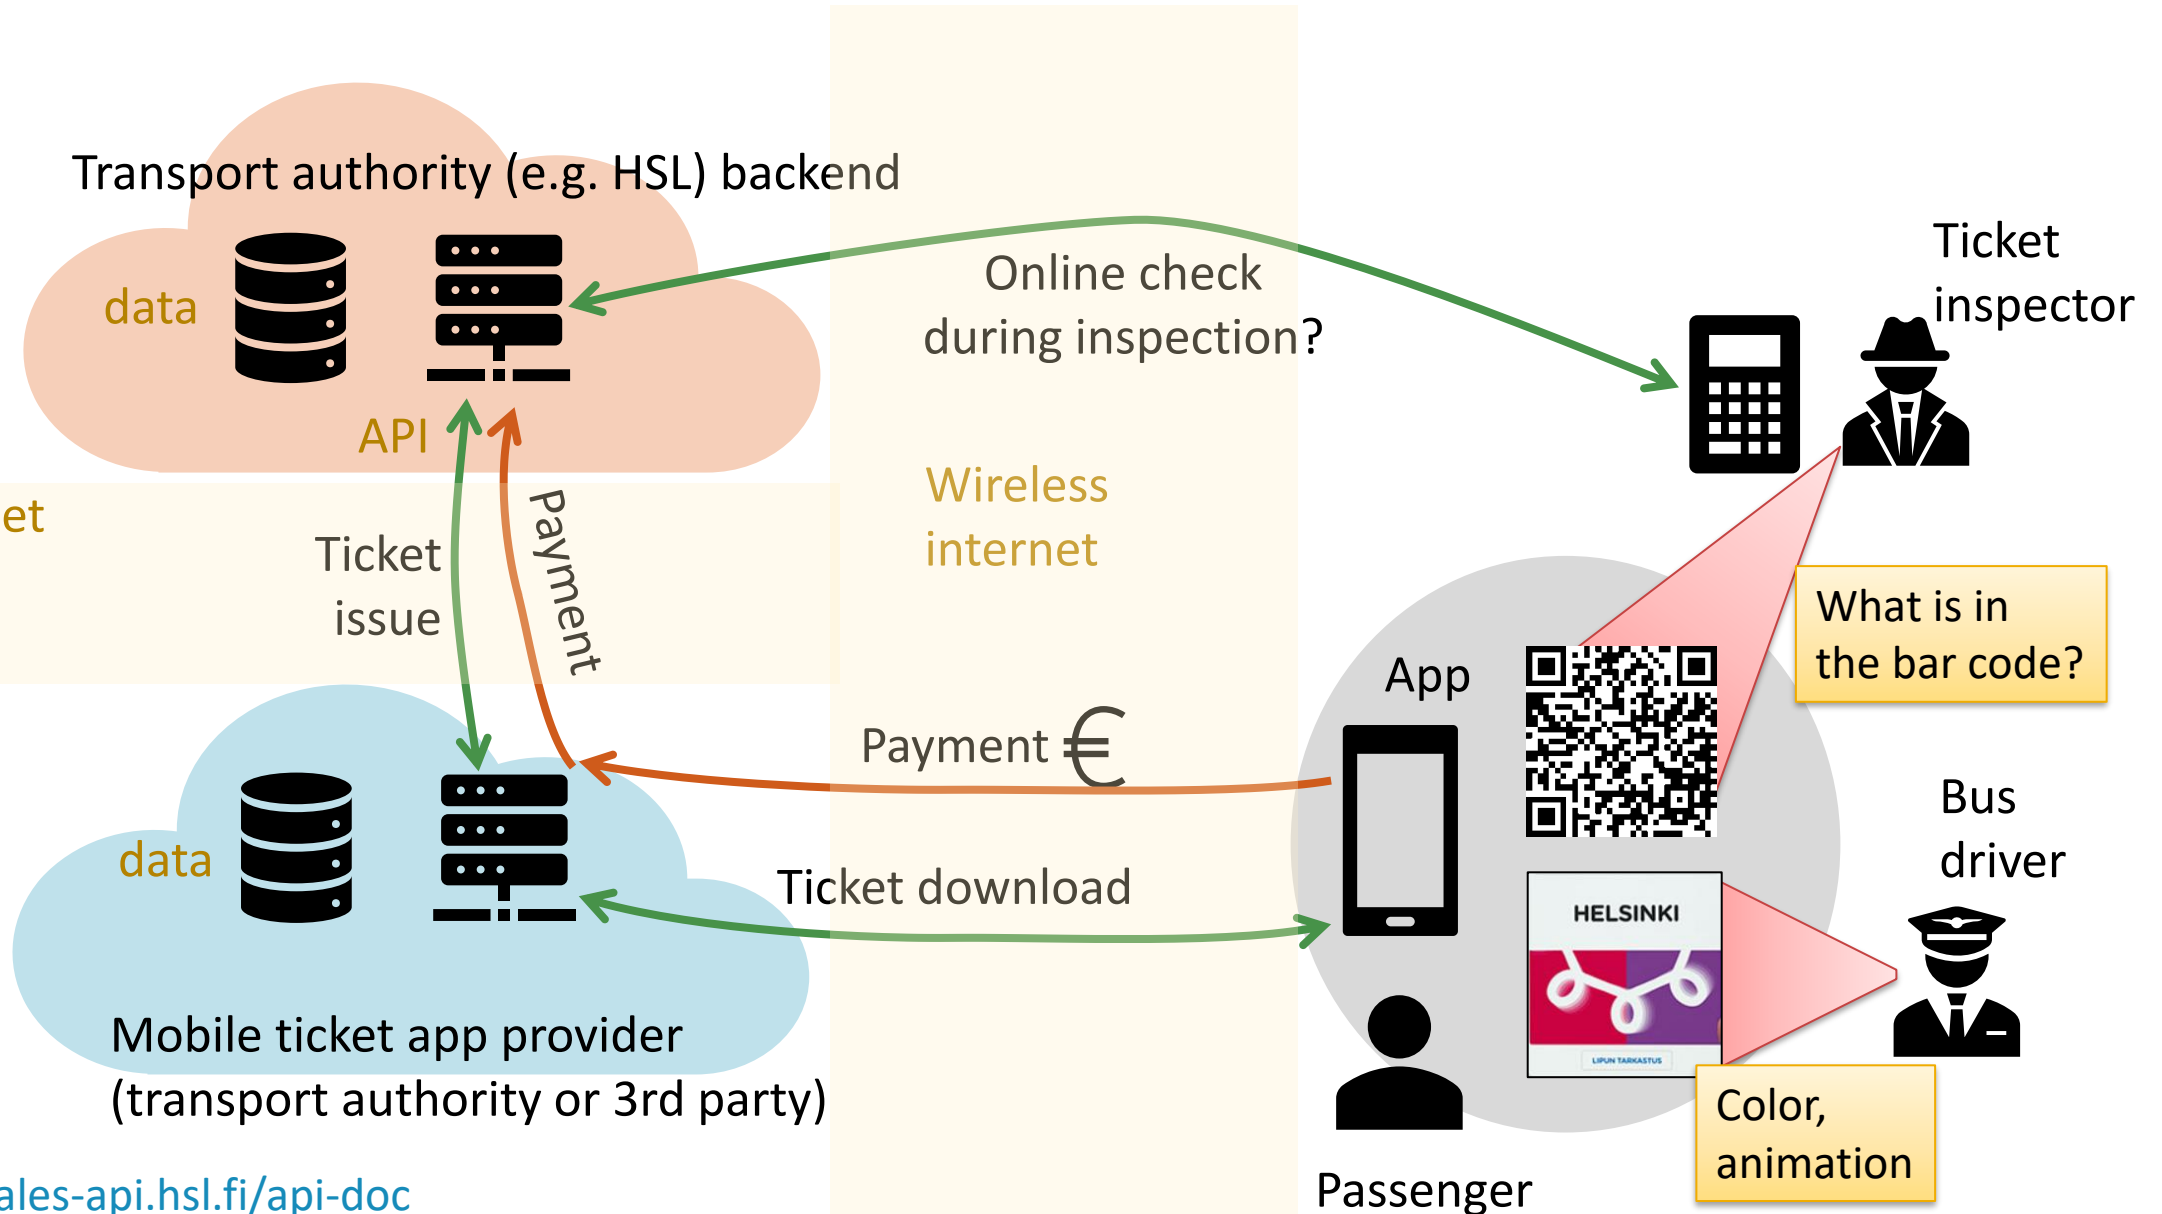 Transport authority (e.g. HSL) backend
data
API
Online check
during inspection?
Ticket
inspector
et
Wireless
internet
Ticket
issue
Payment
What is in
the bar code?
App
Payment €
Bus
driver
data
Ticket download
HELSINKI
LIPUN TARKASTUS
Mobile ticket app provider
(transport authority or 3rd party)
Color,
animation
Passenger
ales-api.hsl.fi/api-doc